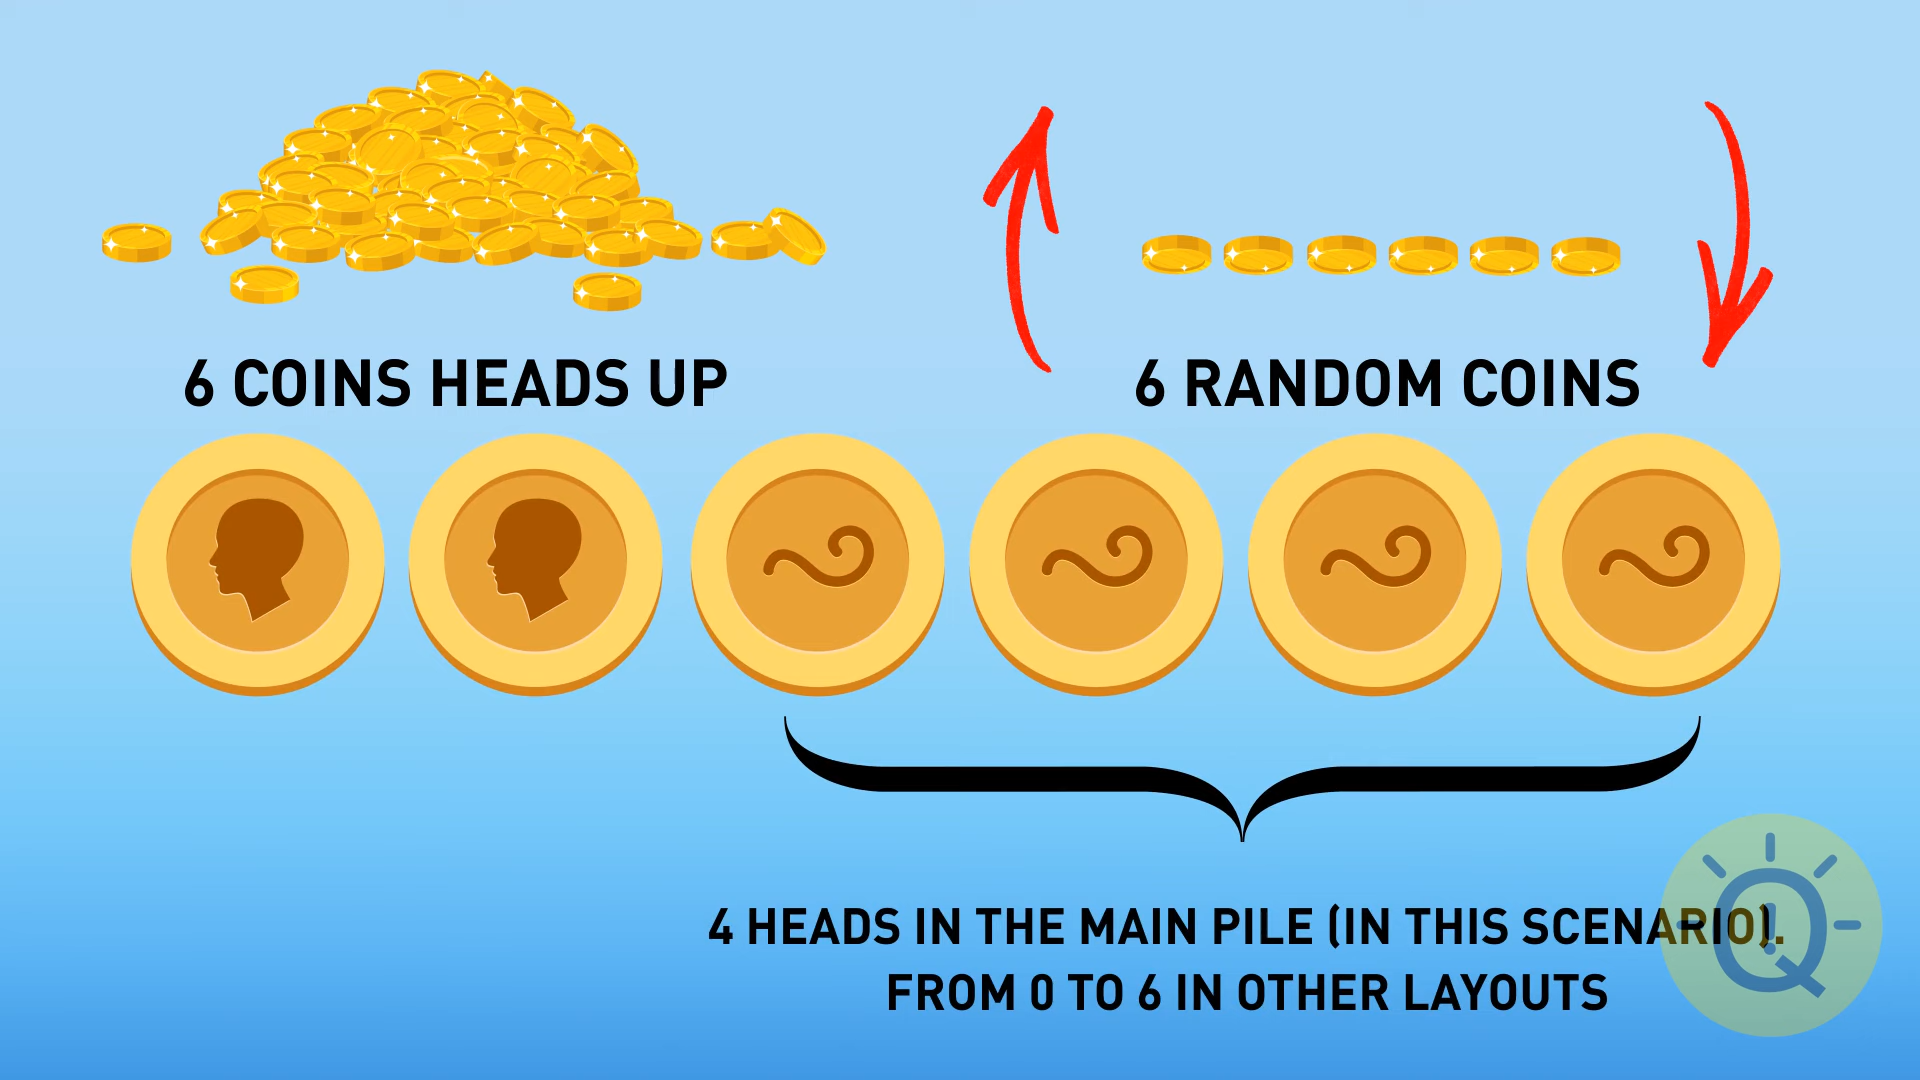 6 COINS HEADS UP
6 RANDOM COINS
4 HEADS IN THE MAIN PILE (IN THIS SCENARIO).
FROM 0 TO 6 IN OTHER LAYOUTS